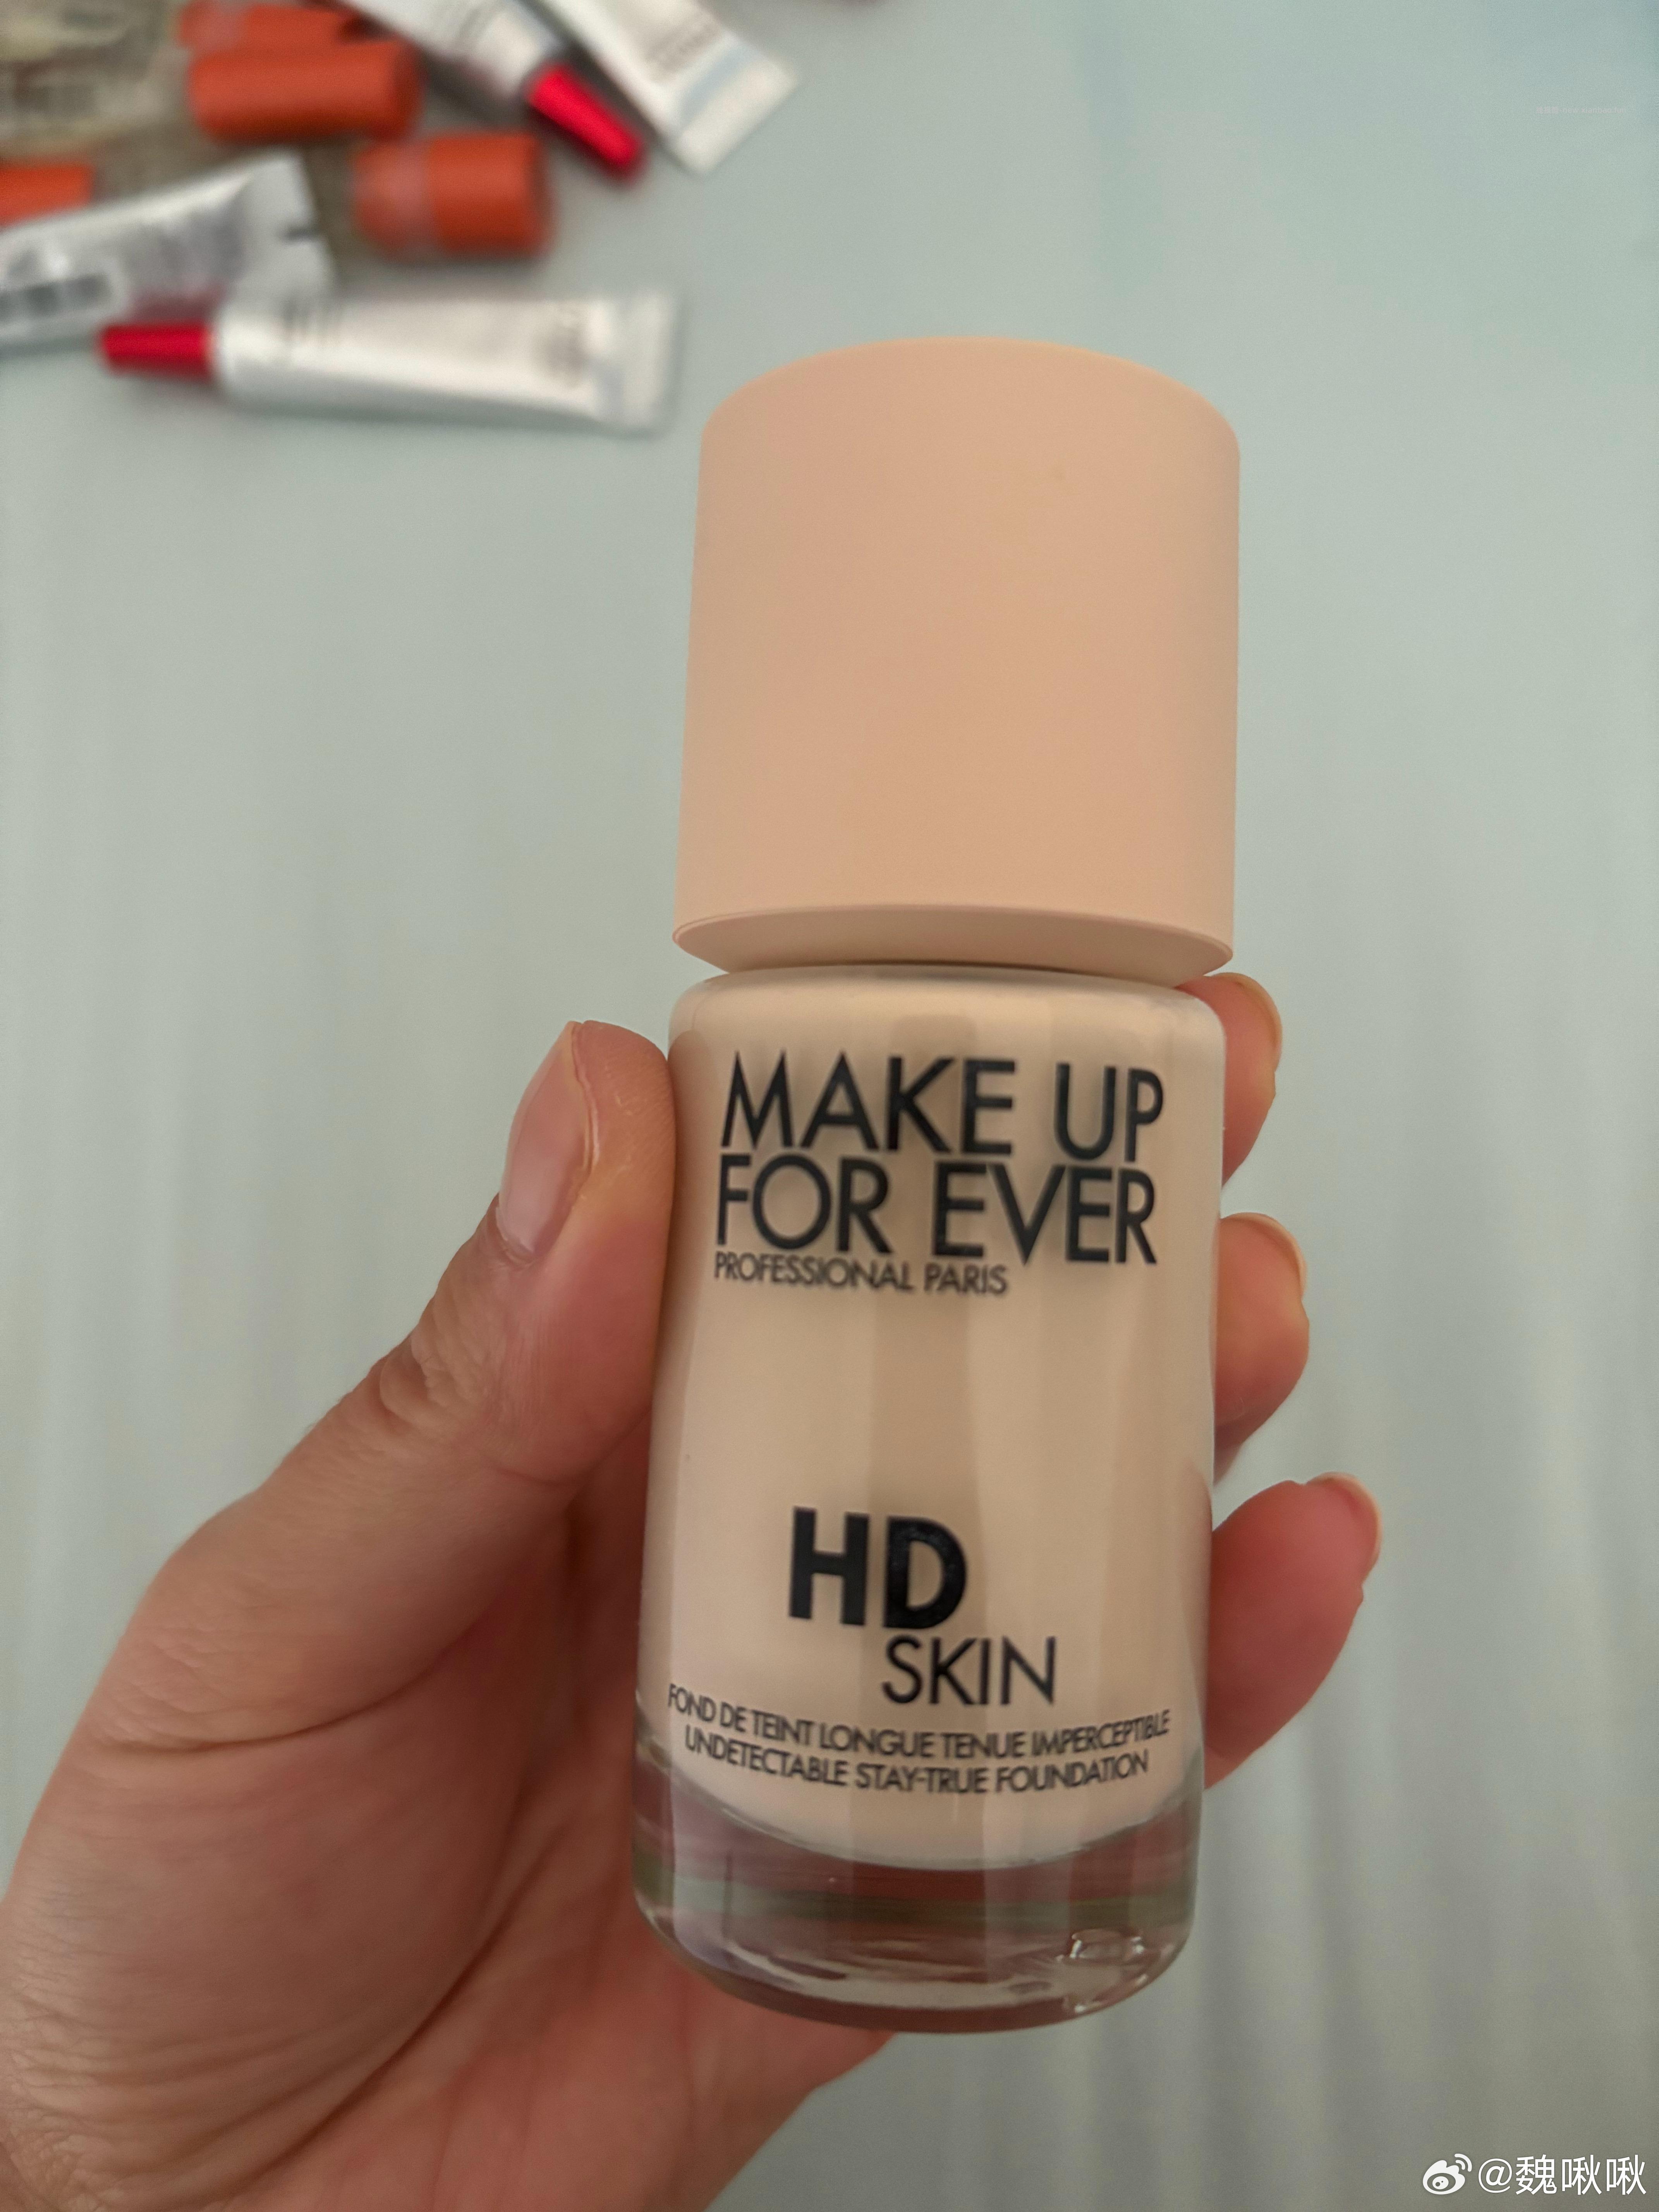 MAKE UP
FOR EVER
PROFESSIONAL PARIS
HD
SKIN
FOND DE TEINT LONGUE TENUE IMPERCEPTIBLE
UNDETECTABLE STAY-TRUE FOUNDATION
@魏啾啾